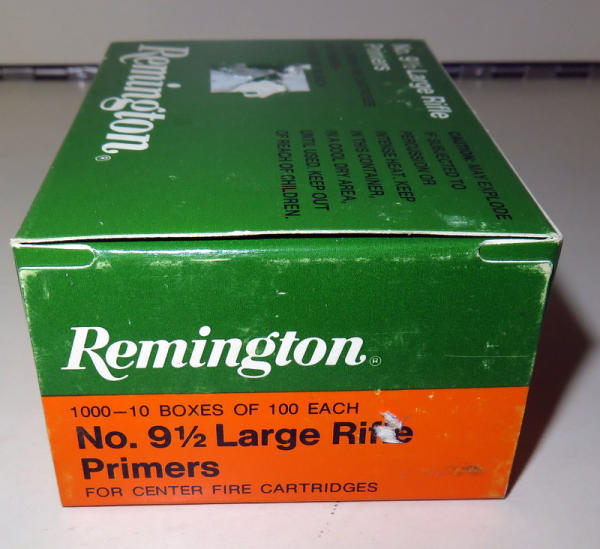 Remington®
No. 9½ Large Rifle
Primers
CAUTION: MAY EXPLODE
IF SUBJECTED TO
PERCUSSION OR
INTENSE HEAT. KEEP
IN THIS CONTAINER,
IN A COOL DRY AREA,
UNTIL USED. KEEP OUT
OF REACH OF CHILDREN.
Remington®
1000–10 BOXES OF 100 EACH
No. 9½ Large Rifle
Primers
FOR CENTER FIRE CARTRIDGES